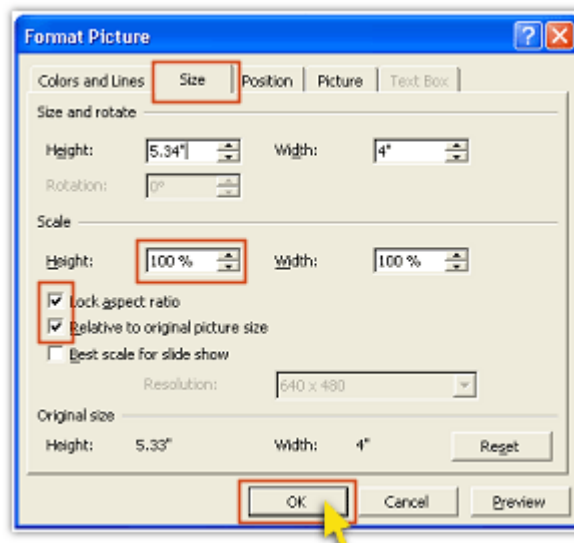 Format Picture
Colors and Lines Size Position Picture Text Box
Size and rotate
Height: 5.34" Width: 4"
Rotation: 0°
Scale
Height: 100 % Width: 100 %
Lock aspect ratio
Relative to original picture size
Best scale for slide show
Resolution: 640 x 480
Original size
Height: 5.33" Width: 4" Reset
OK Cancel Preview